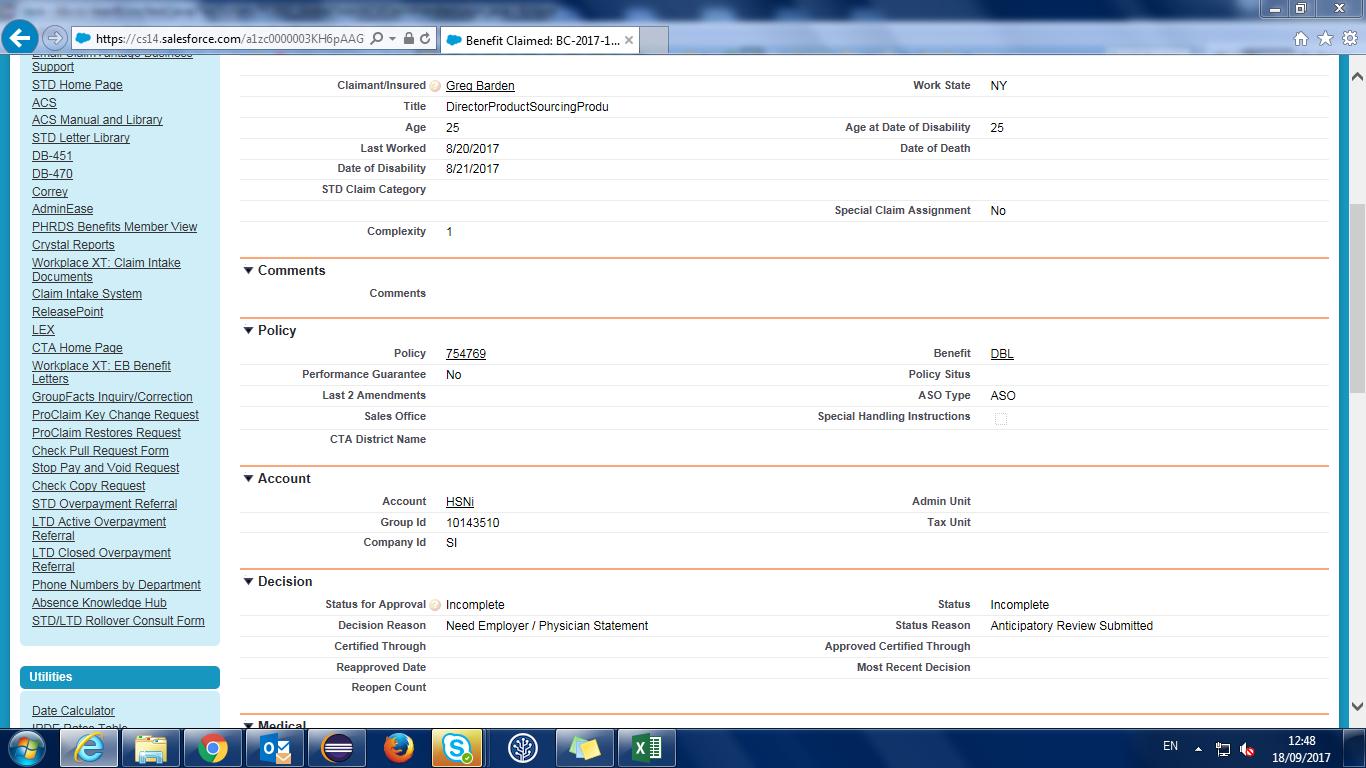 https://cs14.salesforce.com/a1zc0000003KH6pAAG
Benefit Claimed: BC-2017-1...
Support
STD Home Page
ACS
ACS Manual and Library
STD Letter Library
DB-451
DB-470
Correy
AdminEase
PHRDS Benefits Member View
Crystal Reports
Workplace XT: Claim Intake
Documents
Claim Intake System
ReleasePoint
LEX
CTA Home Page
Workplace XT: EB Benefit
Letters
GroupFacts Inquiry/Correction
ProClaim Key Change Request
ProClaim Restores Request
Check Pull Request Form
Stop Pay and Void Request
Check Copy Request
STD Overpayment Referral
LTD Active Overpayment
Referral
LTD Closed Overpayment
Referral
Phone Numbers by Department
Absence Knowledge Hub
STD/LTD Rollover Consult Form
Utilities
Date Calculator
Claimant/Insured Greg Barden Work State NY
Title DirectorProductSourcingProdu
Age 25 Age at Date of Disability 25
Last Worked 8/20/2017 Date of Death
Date of Disability 8/21/2017
STD Claim Category
Special Claim Assignment No
Complexity 1
Comments
Comments
Policy
Policy 754769 Benefit DBL
Performance Guarantee No Policy Situs
Last 2 Amendments ASO Type ASO
Sales Office Special Handling Instructions
CTA District Name
Account
Account HSNi Admin Unit
Group Id 10143510 Tax Unit
Company Id SI
Decision
Status for Approval Incomplete Status Incomplete
Decision Reason Need Employer / Physician Statement Status Reason Anticipatory Review Submitted
Certified Through Approved Certified Through
Reapproved Date Most Recent Decision
Reopen Count
Medical
EN 12:48
18/09/2017